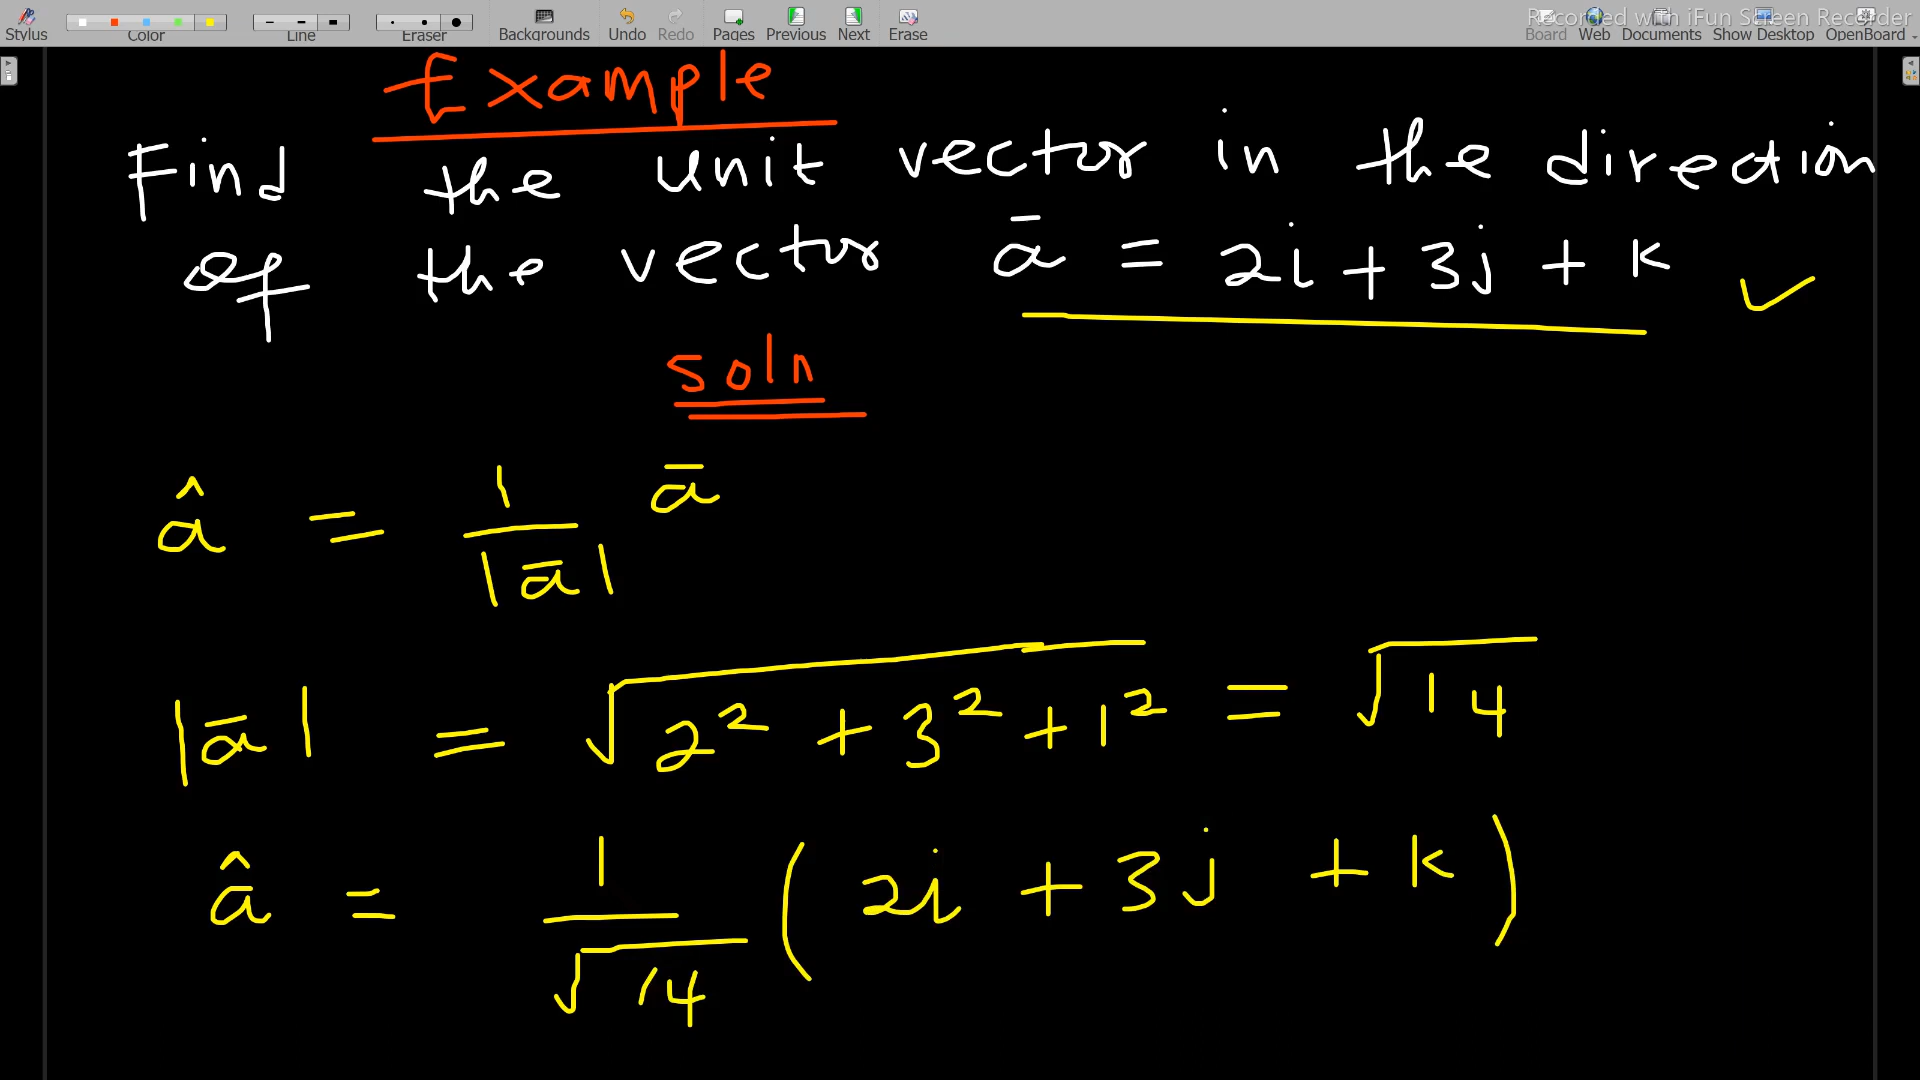 Recorded with iFun Screen Recorder
Stylus Color Line Eraser Backgrounds Undo Redo Pages Previous Next Erase Board Web Documents Show Desktop OpenBoard
Example
Find the unit vector in the direction
of the vector a̅ = 2i + 3j + k ✓
soln
â = 1/|a̅| a̅
|a̅| = √(2² + 3² + 1²) = √14
â = 1/√14 (2i + 3j + k)